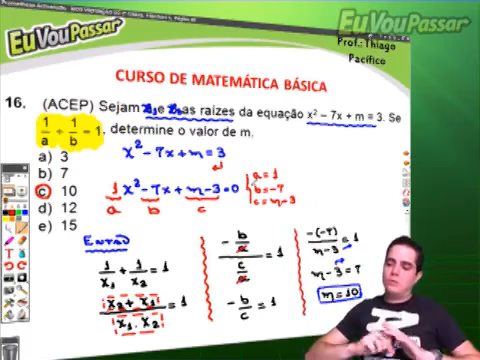 EuVouPassar
EuVouPassar
Prof.: Thiago
Pacífico
CURSO DE MATEMÁTICA BÁSICA
16. (ACEP) Sejam x₁ e x₂ as raízes da equação x² – 7x + m = 3. Se
1/a + 1/b = 1, determine o valor de m.
a) 3
b) 7
c) 10
d) 12
e) 15
x² - 7x + m = 3
1x² - 7x + m - 3 = 0
a b c
a = 1
b = -7
c = m - 3
ENTÃO
1/x₁ + 1/x₂ = 1
(x₂ + x₁)/(x₁ . x₂) = 1
(-b/a)/(c/a) = 1
-b/c = 1
-(-7)/(m-3) = 1
m - 3 = 7
m = 10